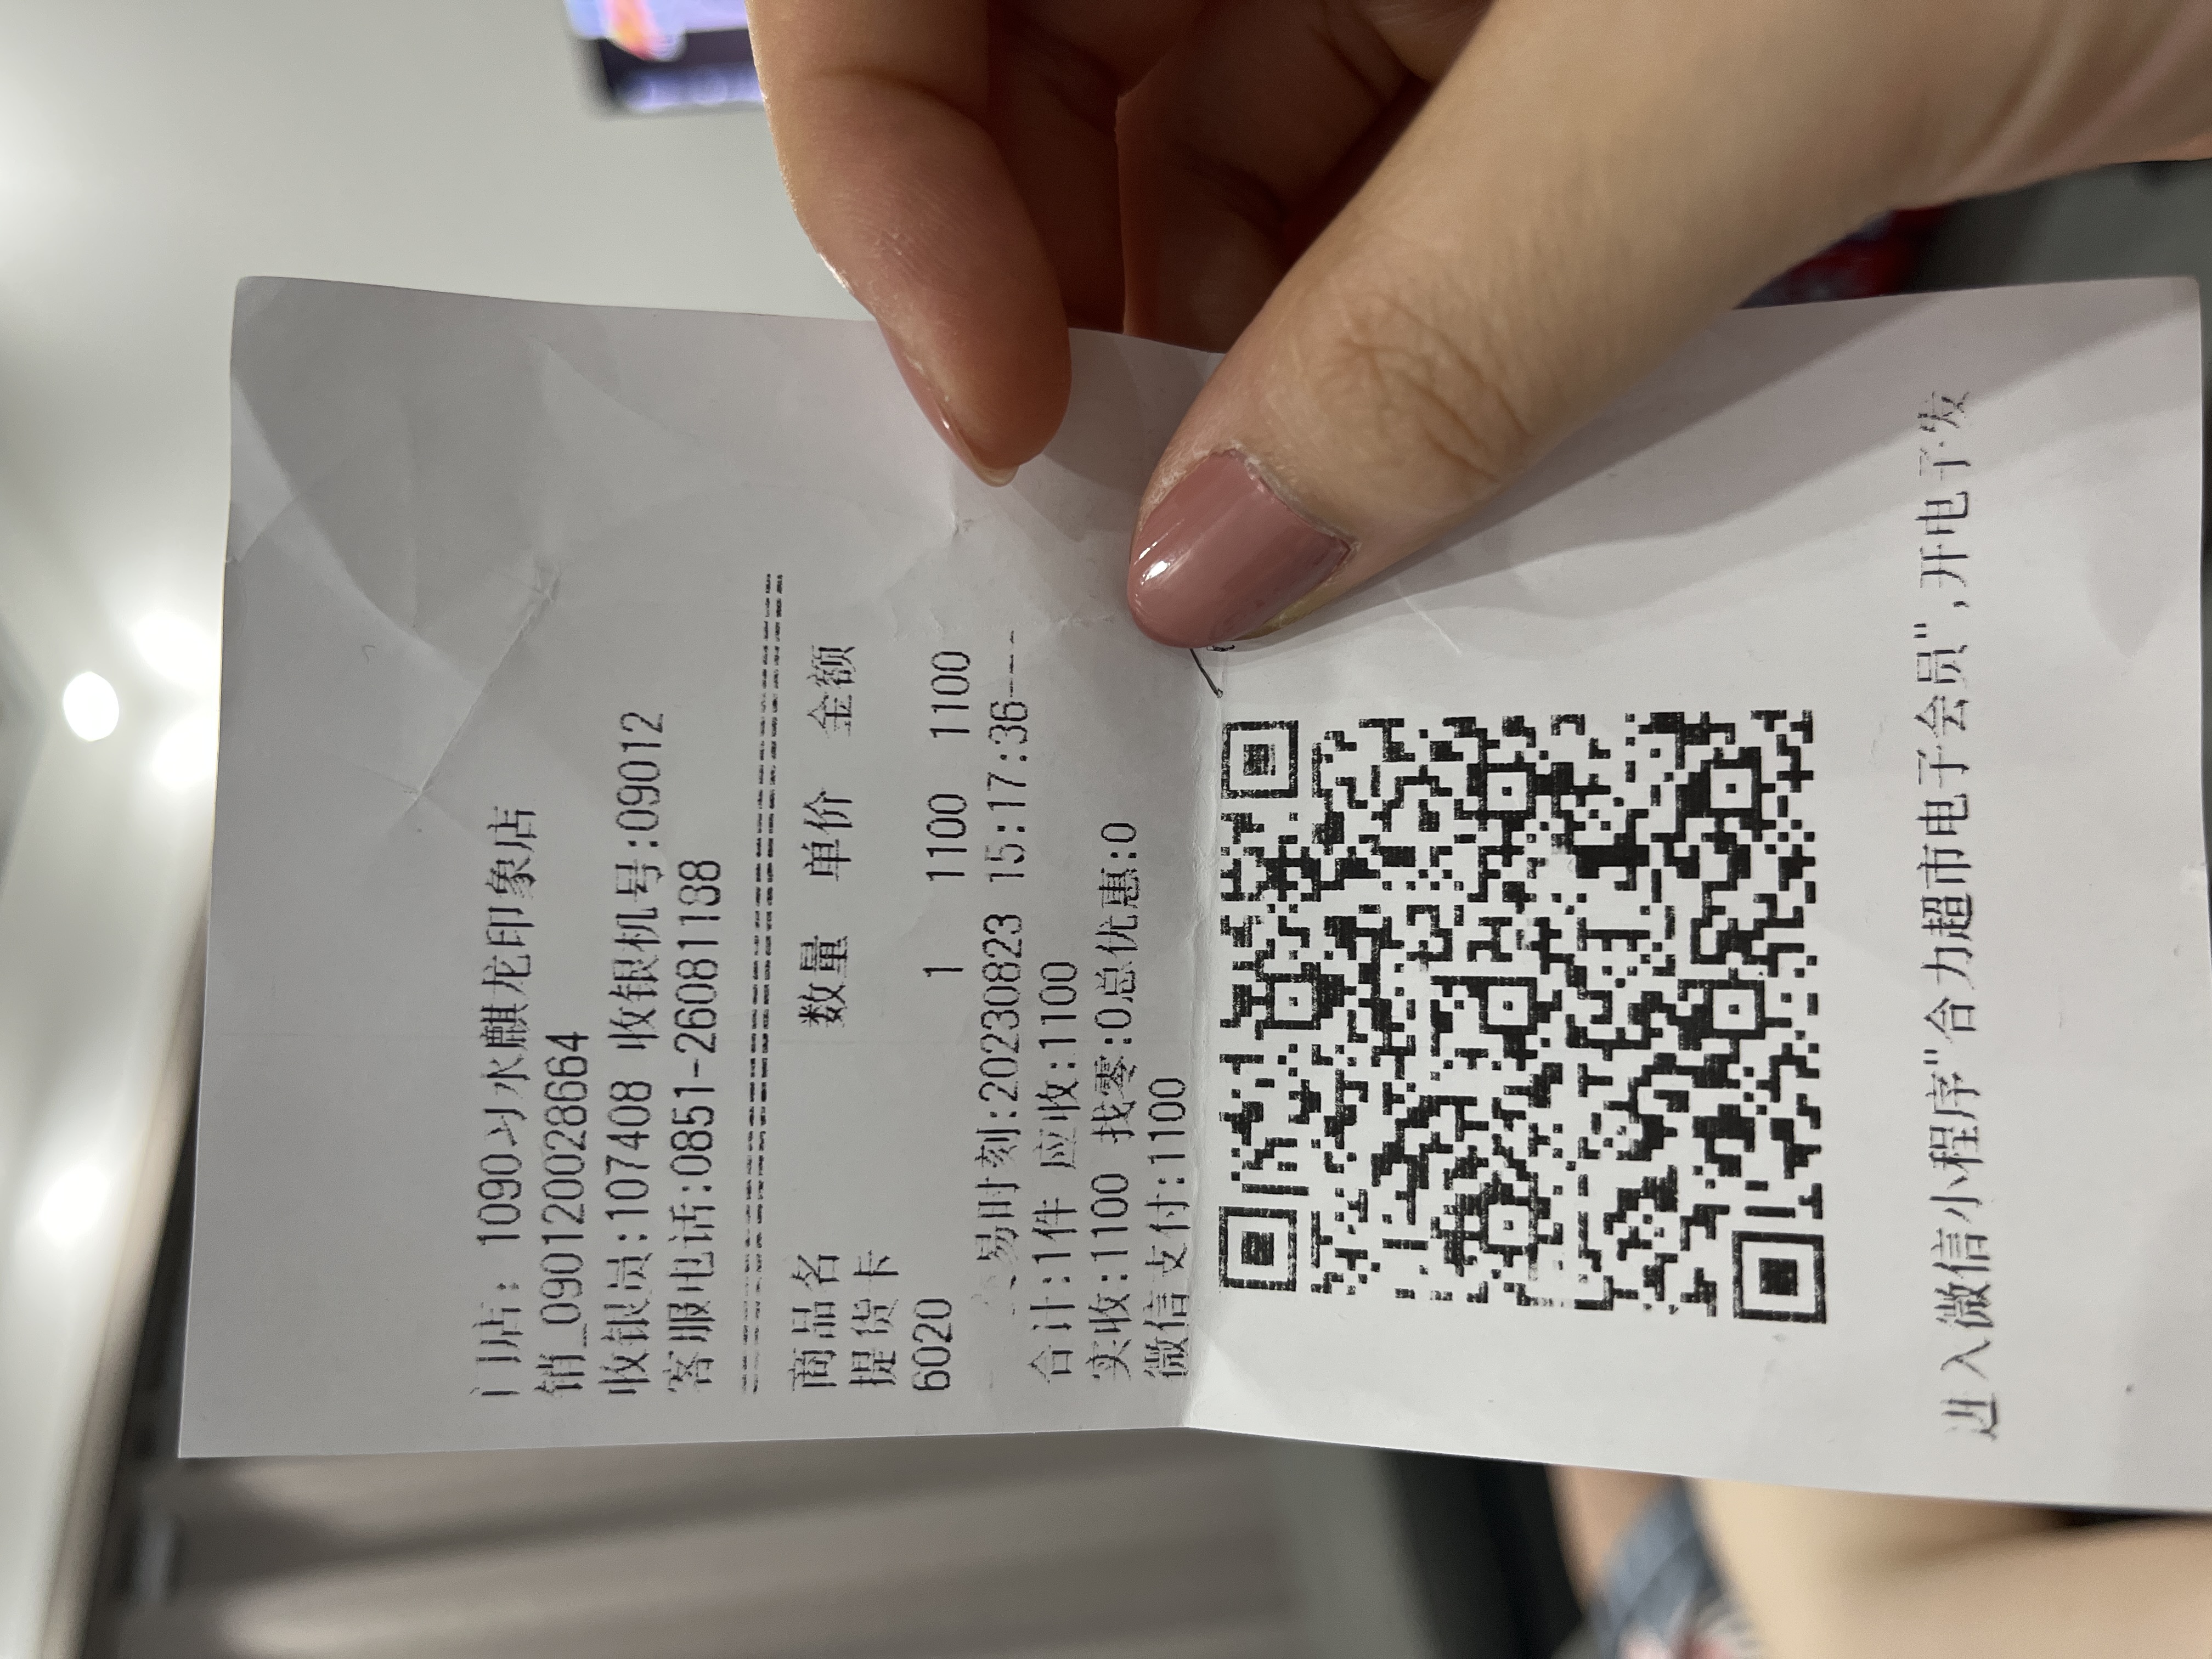 门店: 1090习水麒龙印象店
销_090120028664
收银员:107408 收银机号:09012
客服电话:0851-26081188
商品名 数量 单价 金额
提货卡
6020 1 1100 1100
易时刻:20230823 15:17:36---
合计:1件 应收:1100
实收:1100 找零:0总优惠:0
微信支付:1100
进入微信小程序"合力超市电子会员",开电子发